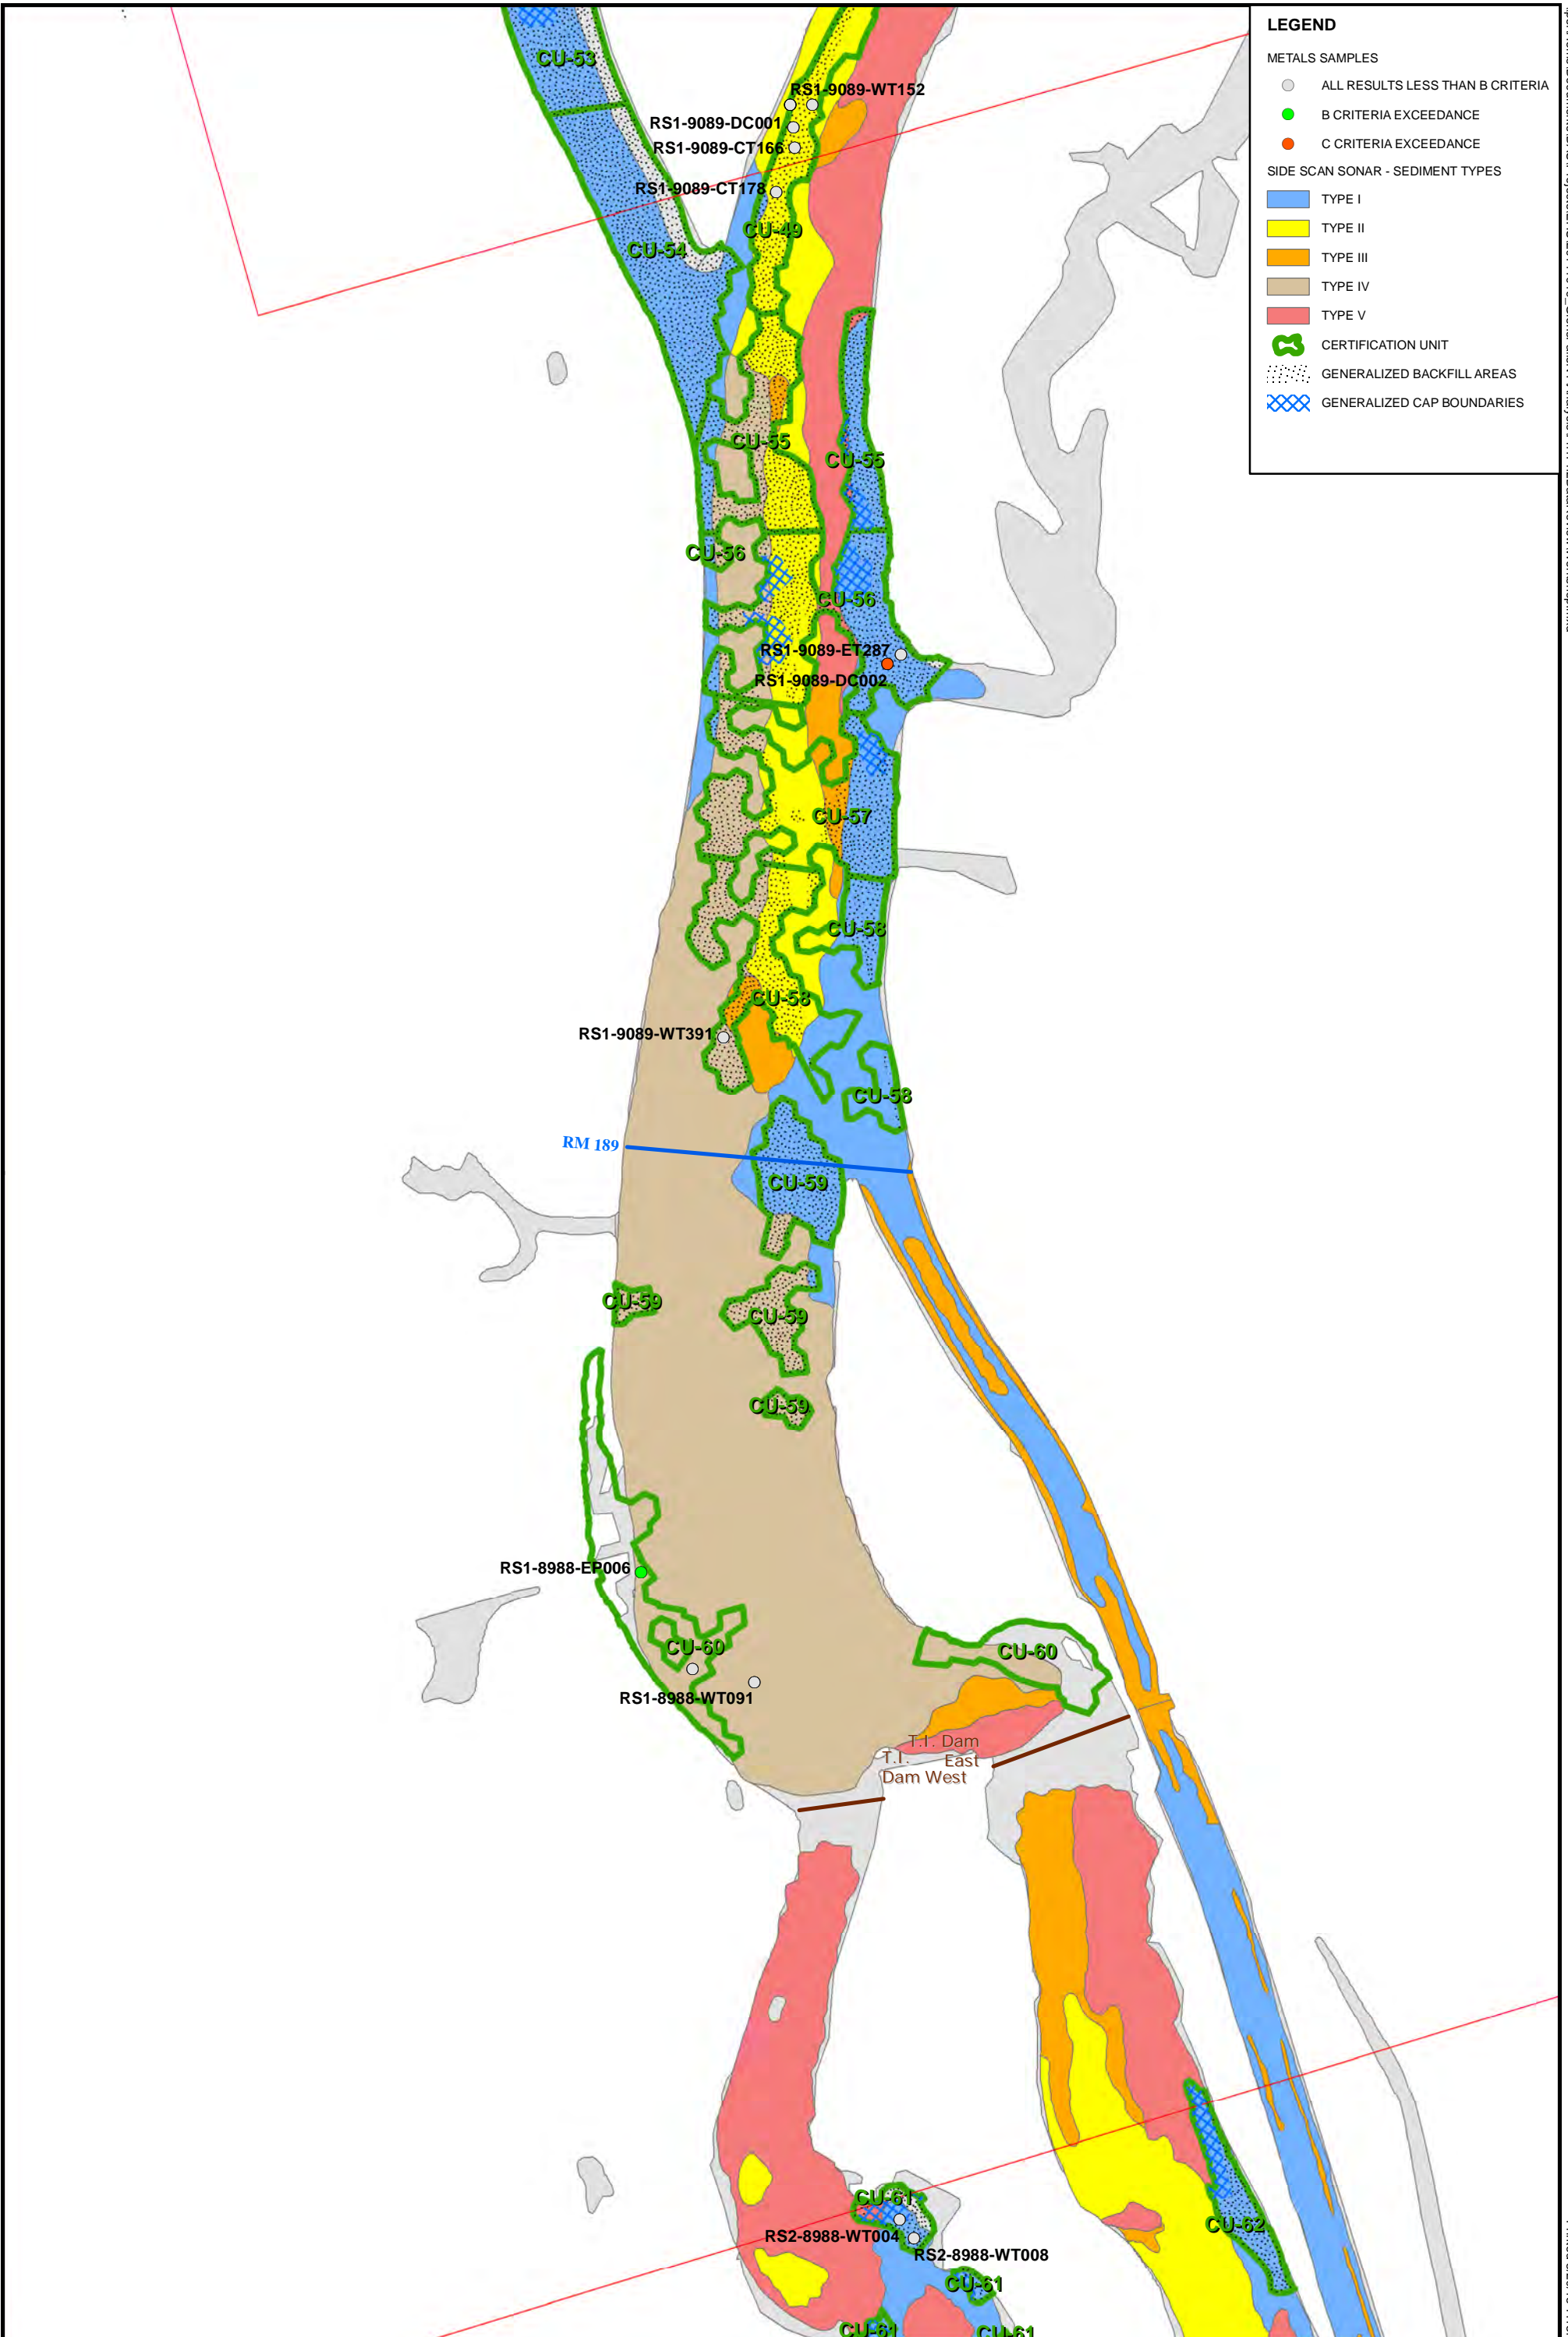 LEGEND
METALS SAMPLES
ALL RESULTS LESS THAN B CRITERIA
B CRITERIA EXCEEDANCE
C CRITERIA EXCEEDANCE
SIDE SCAN SONAR - SEDIMENT TYPES
TYPE I
TYPE II
TYPE III
TYPE IV
TYPE V
CERTIFICATION UNIT
GENERALIZED BACKFILL AREAS
GENERALIZED CAP BOUNDARIES
CU-53
RS1-9089-WT152
RS1-9089-DC001
RS1-9089-CT166
RS1-9089-CT178
CU-49
CU-54
CU-55
CU-55
CU-56
CU-56
RS1-9089-ET287
RS1-9089-DC002
CU-57
CU-58
CU-58
RS1-9089-WT391
CU-58
RM 189
CU-59
CU-59
CU-59
CU-59
RS1-8988-EP006
CU-60
CU-60
RS1-8988-WT091
T.I. Dam
East
T.I.
Dam West
CU-61
RS2-8988-WT004
RS2-8988-WT008
CU-62
CU-61
CU-61
CU-61